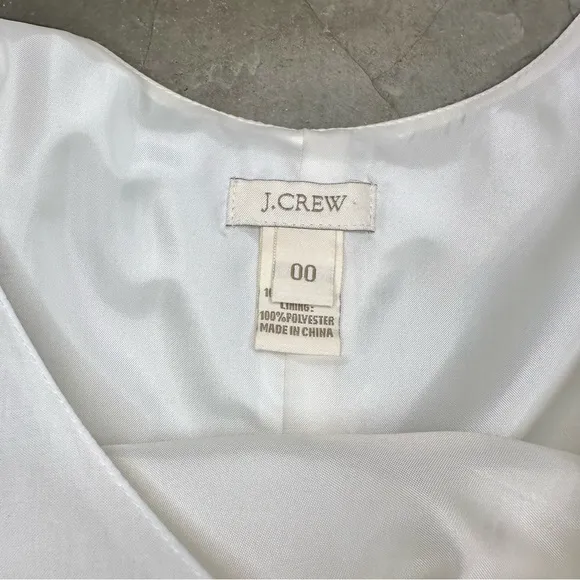 J.CREW
00
LINING:
100%POLYESTER
MADE IN CHINA